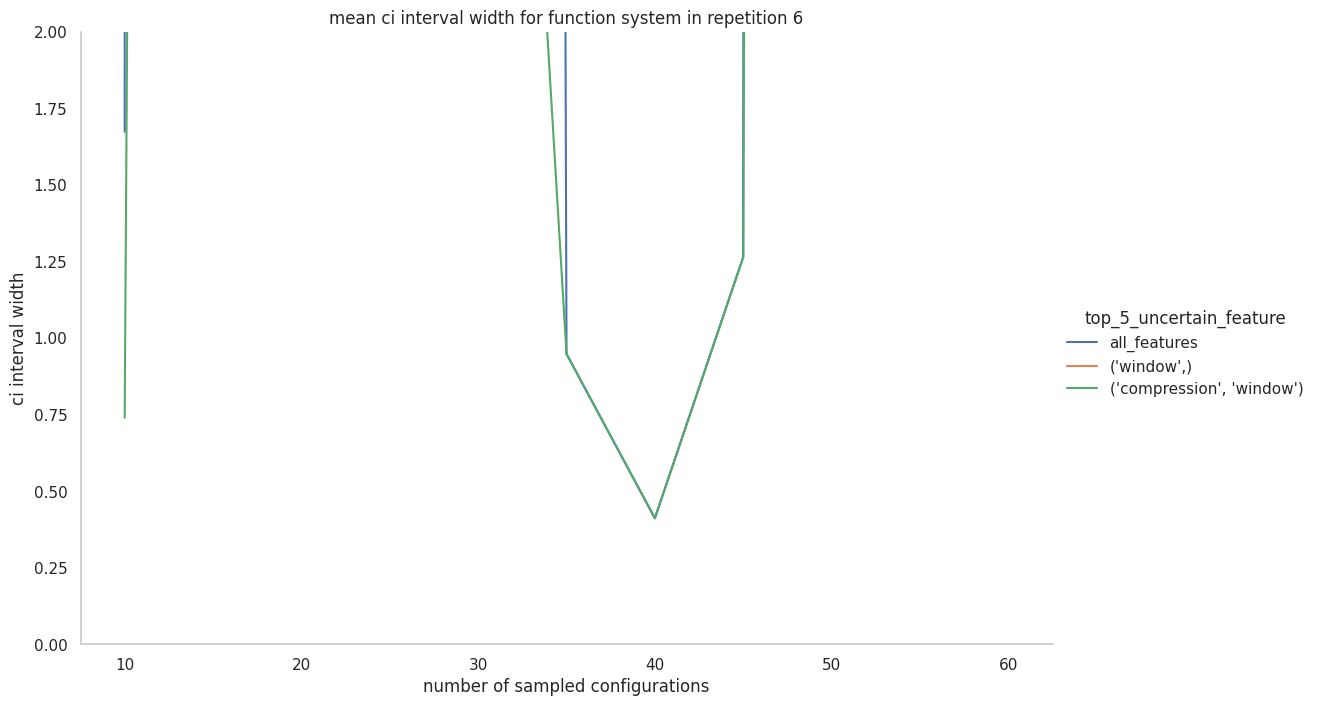 mean ci interval width for function system in repetition 6
2.00
1.75
1.50
1.25
1.00
0.75
0.50
0.25
0.00
ci interval width
10
20
30
40
50
60
number of sampled configurations
top_5_uncertain_feature
all_features
('window',)
('compression', 'window')